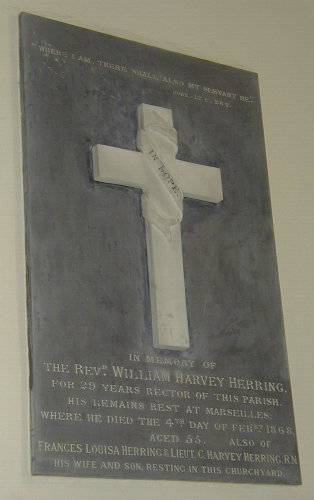 "WHERE I AM, THERE SHALL ALSO MY SERVANT BE."
JOHN. 12. C. 26 V.
IN HOPE
IN MEMORY OF
THE REVD. WILLIAM HARVEY HERRING,
FOR 29 YEARS RECTOR OF THIS PARISH.
HIS REMAINS REST AT MARSEILLES:
WHERE HE DIED THE 4TH DAY OF FEBRY 1868.
AGED 55. ALSO OF
FRANCES LOUISA HERRING & LIEUT. C. HARVEY HERRING, R.N.
HIS WIFE AND SON, RESTING IN THIS CHURCHYARD.